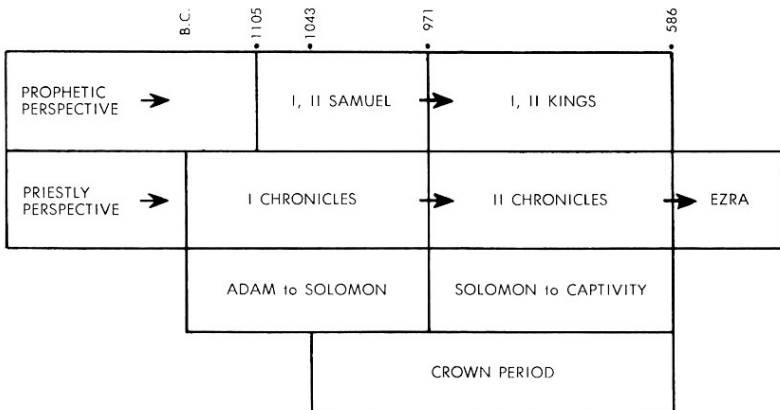 B.C.
1105
1043
971
586
PROPHETIC
PERSPECTIVE
I, II SAMUEL
I, II KINGS
PRIESTLY
PERSPECTIVE
I CHRONICLES
II CHRONICLES
EZRA
ADAM to SOLOMON
SOLOMON to CAPTIVITY
CROWN PERIOD